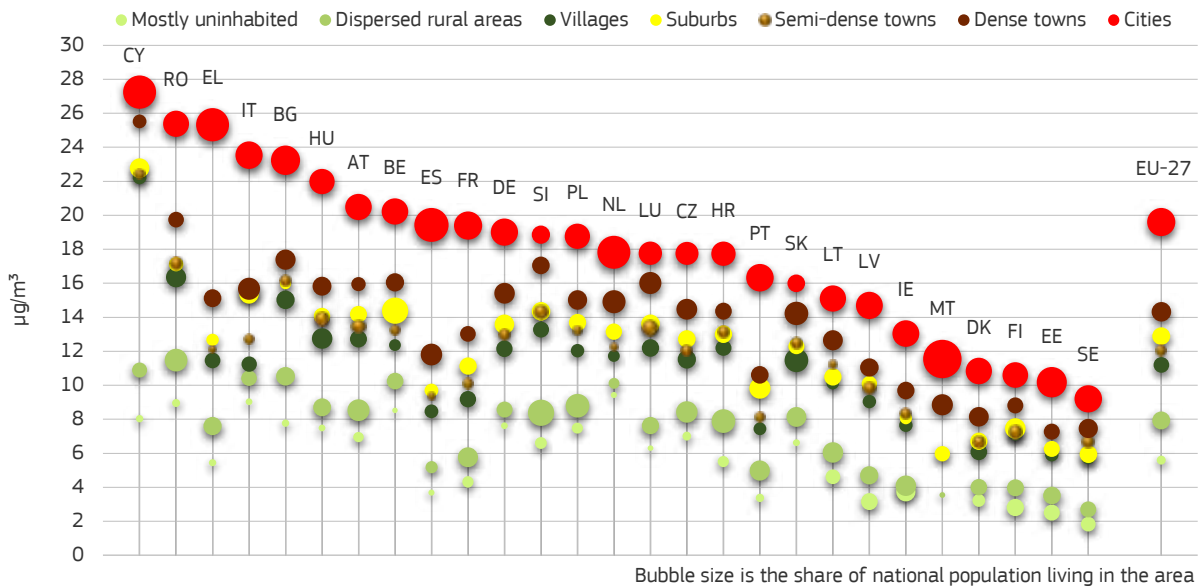 Mostly uninhabited Dispersed rural areas Villages Suburbs Semi-dense towns Dense towns Cities
30
28
26
24
22
20
18
16
14
12
10
8
6
4
2
0
µg/m³
CY
RO
EL
IT
BG
HU
AT
BE
ES
FR
DE
SI
PL
NL
LU
CZ
HR
PT
SK
LT
LV
IE
MT
DK
FI
EE
SE
EU-27
Bubble size is the share of national population living in the area